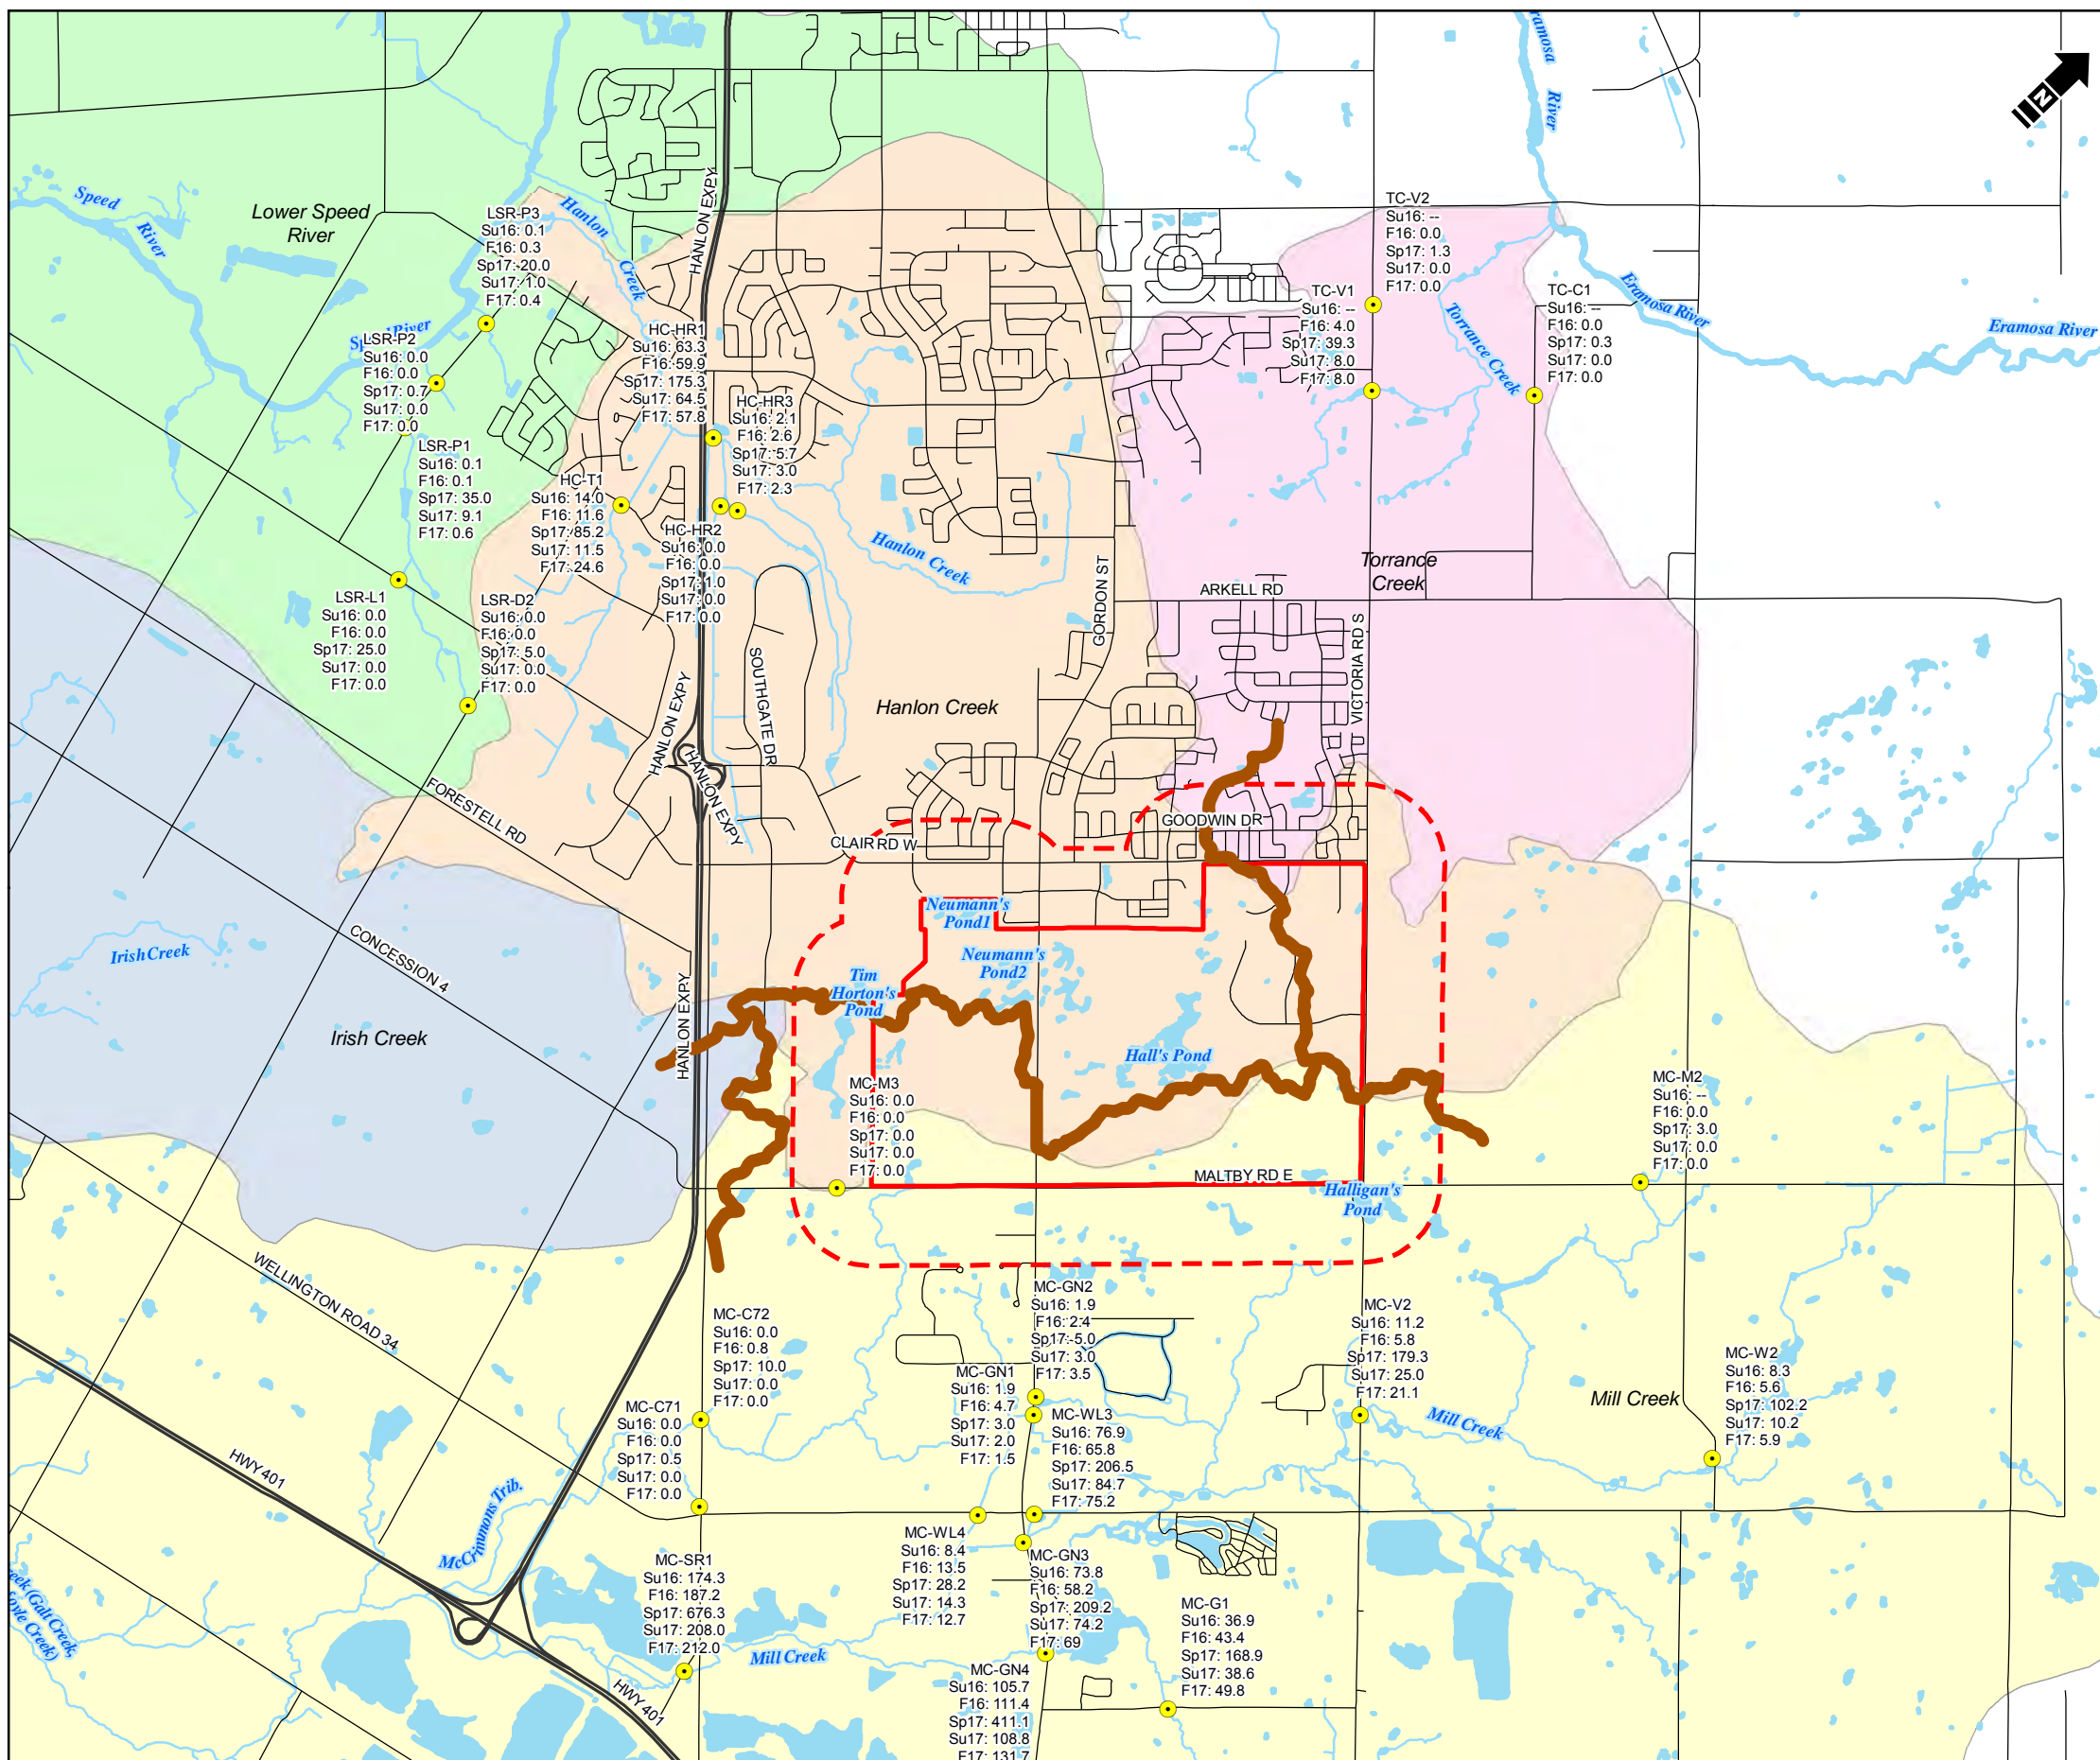 ramosa
River
N
Speed
River
Lower Speed
River
LSR-P3
Su16: 0.1
F16: 0.3
Sp17: 20.0
Su17: 1.0
F17: 0.4
Hanlon
Creek
HANLON EXPY
TC-V2
Su16: --
F16: 0.0
Sp17: 1.3
Su17: 0.0
F17: 0.0
TC-V1
Su16: --
F16: 4.0
Sp17: 39.3
Su17: 8.0
F17: 8.0
Torrance Creek
TC-C1
Su16: --
F16: 0.0
Sp17: 0.3
Su17: 0.0
F17: 0.0
Eramosa River
Eramosa River
Speed River
LSR-P2
Su16: 0.0
F16: 0.0
Sp17: 0.7
Su17: 0.0
F17: 0.0
HC-HR1
Su16: 63.3
F16: 59.9
Sp17: 175.3
Su17: 64.5
F17: 57.8
HC-HR3
Su16: 2.1
F16: 2.6
Sp17: 5.7
Su17: 3.0
F17: 2.3
LSR-P1
Su16: 0.1
F16: 0.1
Sp17: 35.0
Su17: 9.1
F17: 0.6
HC-T1
Su16: 14.0
F16: 11.6
Sp17: 85.2
Su17: 11.5
F17: 24.6
HC-HR2
Su16: 0.0
F16: 0.0
Sp17: 1.0
Su17: 0.0
F17: 0.0
Hanlon Creek
GORDON ST
Torrance
Creek
ARKELL RD
VICTORIA RD S
LSR-L1
Su16: 0.0
F16: 0.0
Sp17: 25.0
Su17: 0.0
F17: 0.0
LSR-D2
Su16: 0.0
F16: 0.0
Sp17: 5.0
Su17: 0.0
F17: 0.0
HANLON EXPY
SOUTHGATE DR
Hanlon Creek
HANLON EXPY
FORESTELL RD
CLAIR RD W
GOODWIN DR
Neumann's
Pond1
Neumann's
Pond2
Tim
Horton's
Pond
Irish Creek
CONCESSION 4
HANLON EXPY
Irish Creek
Hall's Pond
MC-M3
Su16: 0.0
F16: 0.0
Sp17: 0.0
Su17: 0.0
F17: 0.0
MC-M2
Su16: --
F16: 0.0
Sp17: 3.0
Su17: 0.0
F17: 0.0
MALTBY RD E
Halligan's
Pond
WELLINGTON ROAD 34
MC-C72
Su16: 0.0
F16: 0.8
Sp17: 10.0
Su17: 0.0
F17: 0.0
MC-GN2
Su16: 1.9
F16: 2.4
Sp17: 5.0
Su17: 3.0
F17: 3.5
MC-V2
Su16: 11.2
F16: 5.8
Sp17: 179.3
Su17: 25.0
F17: 21.1
MC-W2
Su16: 8.3
F16: 5.6
Sp17: 102.2
Su17: 10.2
F17: 5.9
Mill Creek
Mill Creek
MC-GN1
Su16: 1.9
F16: 4.7
Sp17: 3.0
Su17: 2.0
F17: 1.5
MC-C71
Su16: 0.0
F16: 0.0
Sp17: 0.5
Su17: 0.0
F17: 0.0
MC-WL3
Su16: 76.9
F16: 65.8
Sp17: 206.5
Su17: 84.7
F17: 75.2
HWY 401
McCrimmons Trib.
MC-WL4
Su16: 8.4
F16: 13.5
Sp17: 28.2
Su17: 14.3
F17: 12.7
MC-GN3
Su16: 73.8
F16: 58.2
Sp17: 209.2
Su17: 74.2
F17: 69
MC-SR1
Su16: 174.3
F16: 187.2
Sp17: 676.3
Su17: 208.0
F17: 212.0
MC-G1
Su16: 36.9
F16: 43.4
Sp17: 168.9
Su17: 38.6
F17: 49.8
Mill Creek
HWY 401
MC-GN4
Su16: 105.7
F16: 111.4
Sp17: 411.1
Su17: 108.8
F17: 131.7
eek (Galt Creek,
oyle Creek)